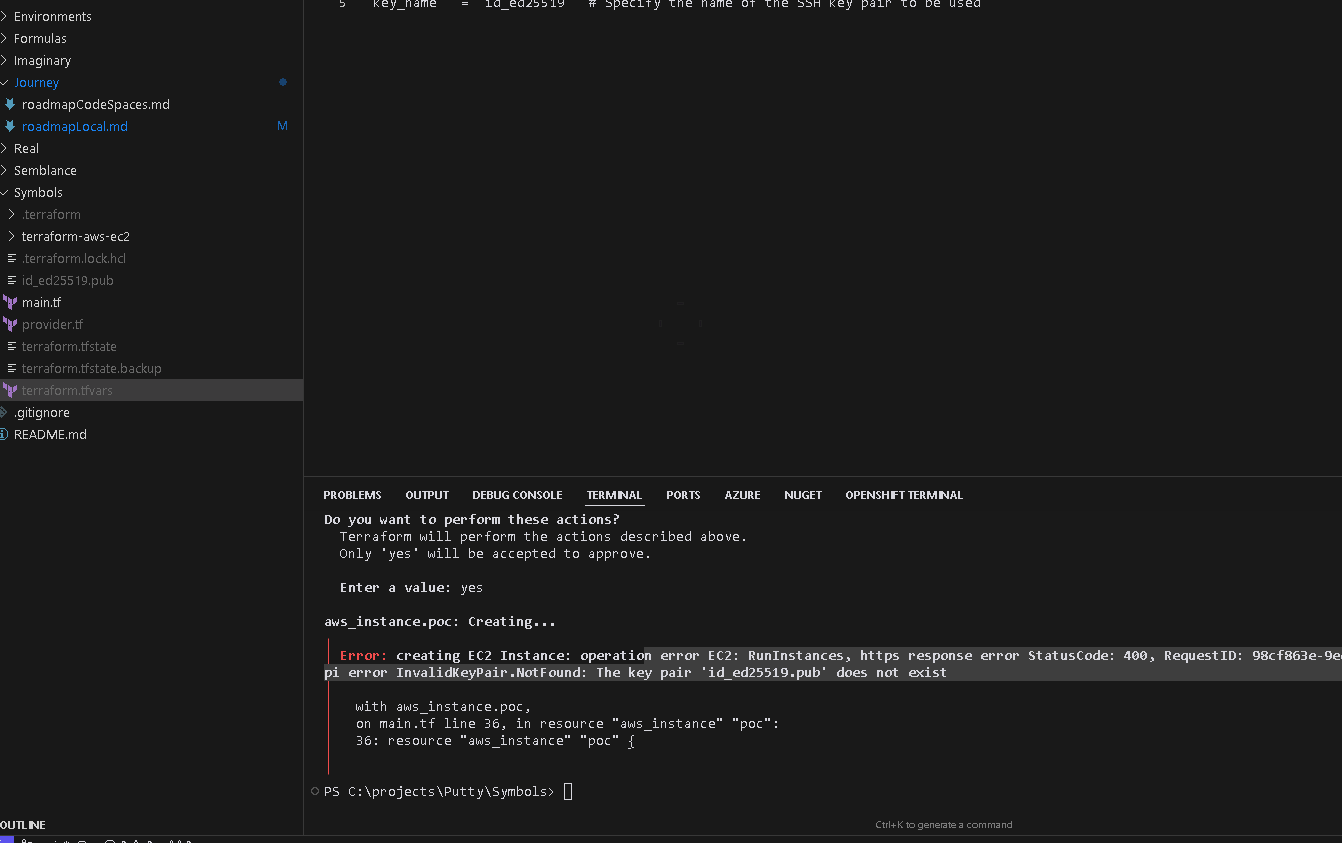 Environments
Formulas
Imaginary
Journey
roadmapCodeSpaces.md
roadmapLocal.md M
Real
Semblance
Symbols
.terraform
terraform-aws-ec2
.terraform.lock.hcl
id_ed25519.pub
main.tf
provider.tf
terraform.tfstate
terraform.tfstate.backup
terraform.tfvars
.gitignore
README.md
OUTLINE
5 key_name = id_ed25519 # Specify the name of the SSH key pair to be used
PROBLEMS OUTPUT DEBUG CONSOLE TERMINAL PORTS AZURE NUGET OPENSHIFT TERMINAL
Do you want to perform these actions?
Terraform will perform the actions described above.
Only 'yes' will be accepted to approve.
Enter a value: yes
aws_instance.poc: Creating...
Error: creating EC2 Instance: operation error EC2: RunInstances, https response error StatusCode: 400, RequestID: 98cf863e-9e
pi error InvalidKeyPair.NotFound: The key pair 'id_ed25519.pub' does not exist
with aws_instance.poc,
on main.tf line 36, in resource "aws_instance" "poc":
36: resource "aws_instance" "poc" {
PS C:\projects\Putty\Symbols>
Ctrl+K to generate a command